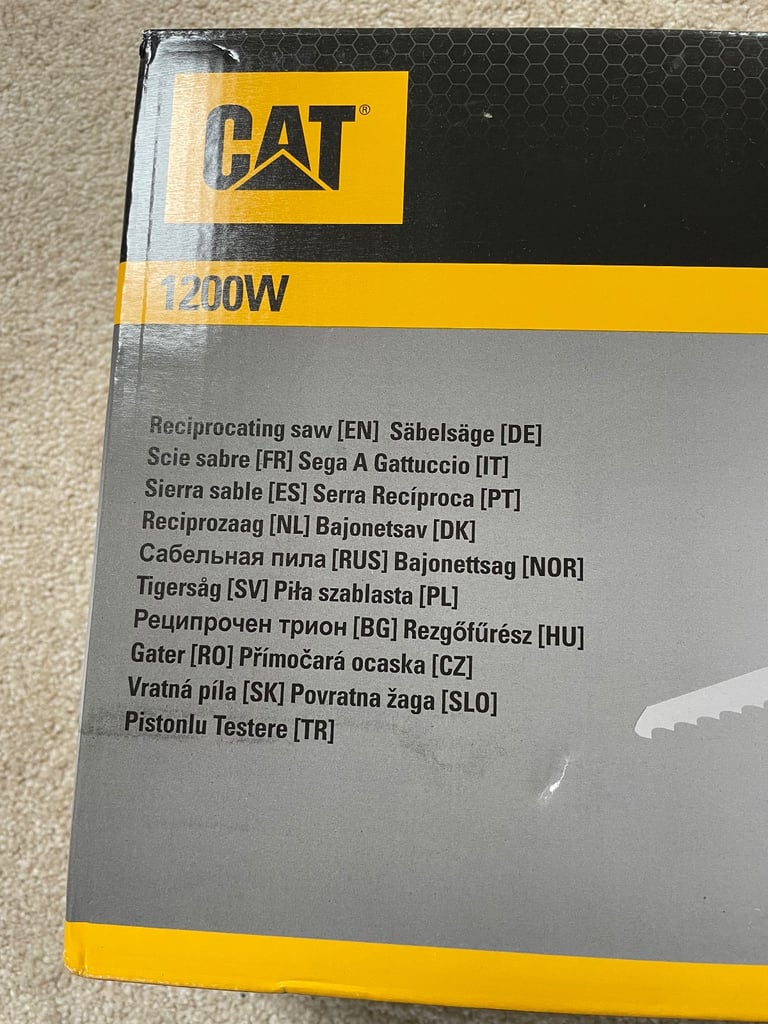 CAT®
1200W
Reciprocating saw [EN] Säbelsäge [DE]
Scie sabre [FR] Sega A Gattuccio [IT]
Sierra sable [ES] Serra Recíproca [PT]
Reciprozaag [NL] Bajonetsav [DK]
Сабельная пила [RUS] Bajonettsag [NOR]
Tigersåg [SV] Piła szablasta [PL]
Реципрочен трион [BG] Rezgőfűrész [HU]
Gater [RO] Přímočará ocaska [CZ]
Vratná píla [SK] Povratna žaga [SLO]
Pistonlu Testere [TR]